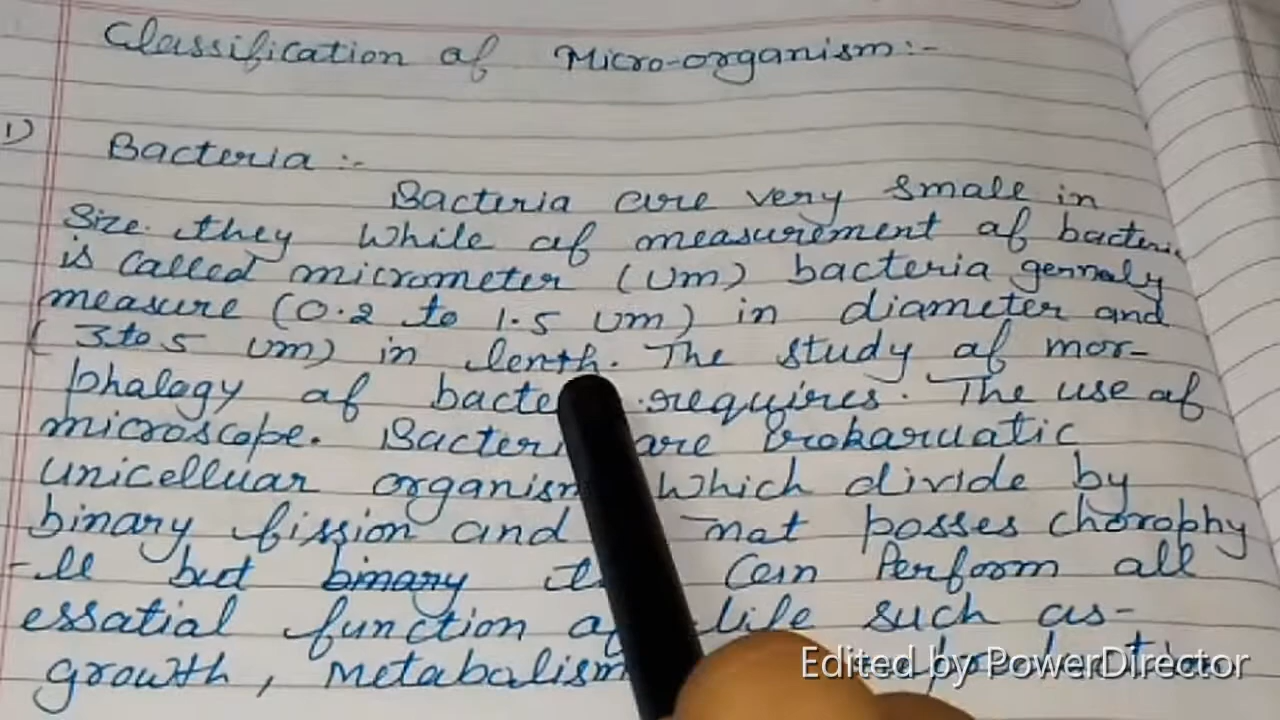 Classification of Micro-organism:-
1) Bacteria :-
Bacteria are very small in
size. they while of measurement of bacteria
is called micrometer (um) bacteria gernaly
measure (0.2 to 1.5 um) in diameter and
( 3 to 5 um) in lenth. The study of mor-
phalogy of bacte requires. The use of
microscope. Bacteri are Prokaruatic
unicelluar organism which divide by
binary fission and not posses chorophy
-ll but binary Can Perform all
essatial function of life such as-
growth, Metabalism reproduction
Edited by PowerDirector